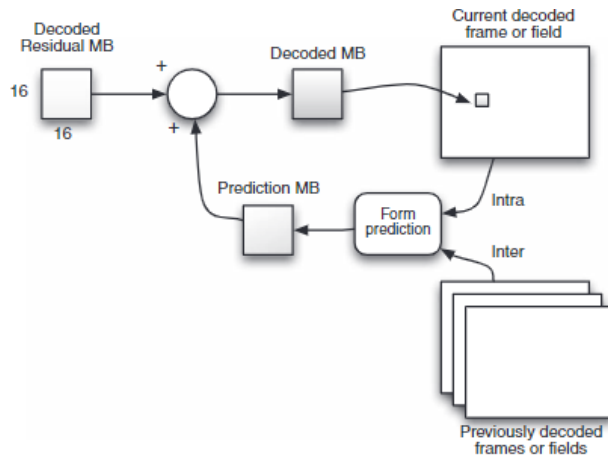 Decoded
Residual MB
16
16
+
+
Decoded MB
Current decoded
frame or field
Prediction MB
Form
prediction
Intra
Inter
Previously decoded
frames or fields